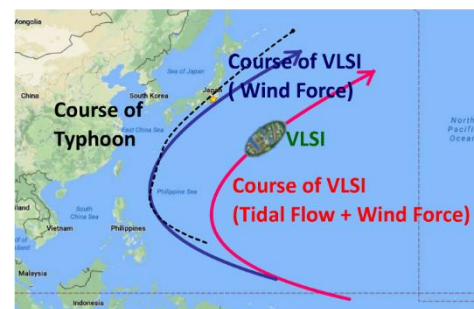 Mongolia
Course of VLSI
( Wind Force)
Sea of Japan
China
South Korea
Japan
Course of
Typhoon
East China Sea
VLSI
North
Pacific
Ocean
Course of VLSI
(Tidal Flow + Wind Force)
Philippine Sea
South
China Sea
Vietnam
Philippines
Malaysia
Indonesia